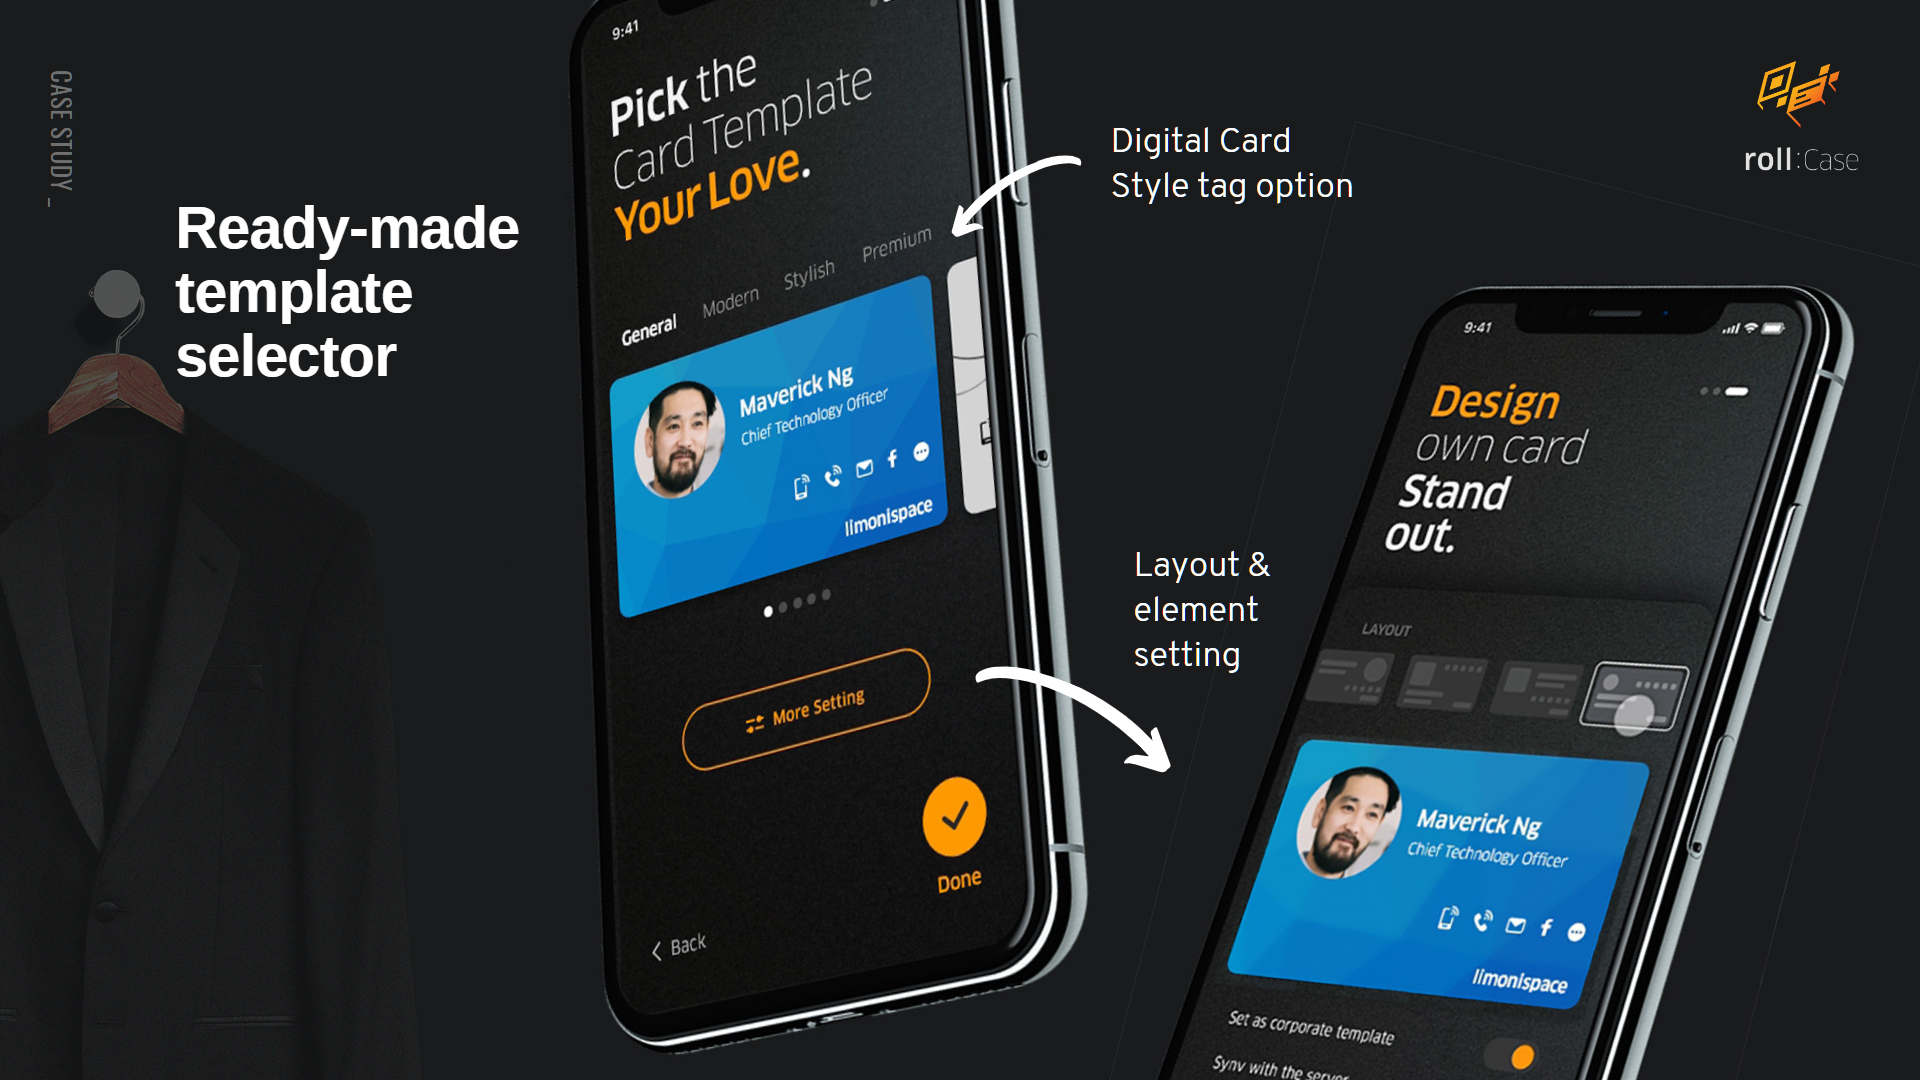 CASE STUDY _
Ready-made
template
selector
9:41
Pick the
Card Template
Your Love.
General Modern Stylish Premium
Maverick Ng
Chief Technology Officer
limonispace
More Setting
Done
Back
Digital Card
Style tag option
Layout &
element
setting
roll:Case
9:41
Design
own card
Stand
out.
LAYOUT
Maverick Ng
Chief Technology Officer
limonispace
Set as corporate template
Synv with the server